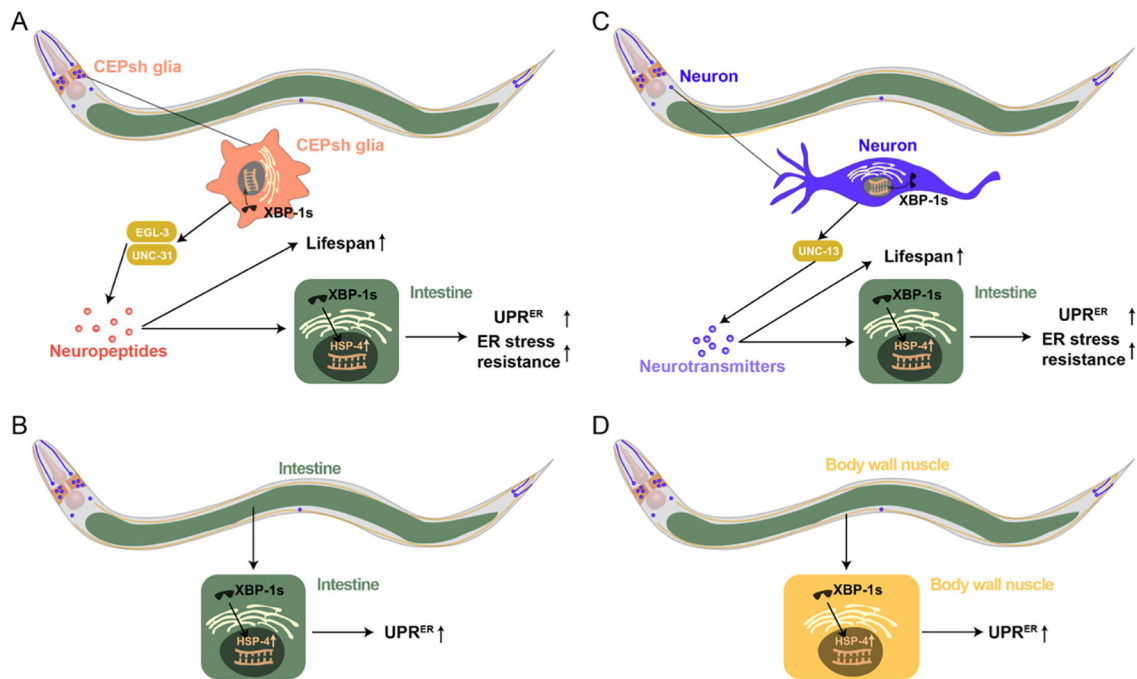 A
CEPsh glia
CEPsh glia
XBP-1s
EGL-3
UNC-31
Lifespan↑
Neuropeptides
XBP-1s
HSP-4↑
Intestine
UPRᴱᴿ ↑
ER stress
resistance↑
C
Neuron
Neuron
XBP-1s
UNC-13
Lifespan↑
Neurotransmitters
XBP-1s
HSP-4↑
Intestine
UPRᴱᴿ ↑
ER stress
resistance↑
B
Intestine
XBP-1s
HSP-4↑
Intestine
UPRᴱᴿ↑
D
Body wall nuscle
XBP-1s
HSP-4↑
Body wall nuscle
UPRᴱᴿ↑